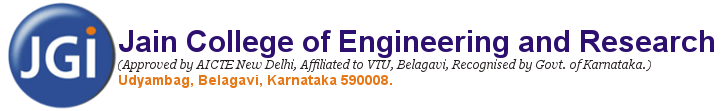 JGi
Jain College of Engineering and Research
(Approved by AICTE New Delhi, Affiliated to VTU, Belagavi, Recognised by Govt. of Karnataka.)
Udyambag, Belagavi, Karnataka 590008.